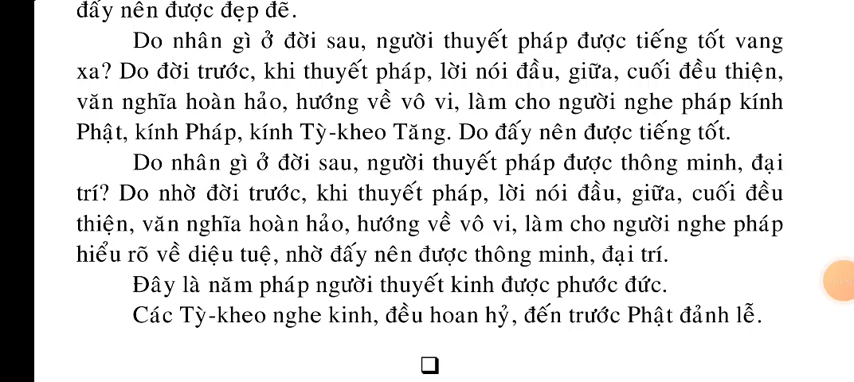 đấy nên được đẹp đẽ.
Do nhân gì ở đời sau, người thuyết pháp được tiếng tốt vang
xa? Do đời trước, khi thuyết pháp, lời nói đầu, giữa, cuối đều thiện,
văn nghĩa hoàn hảo, hướng về vô vi, làm cho người nghe pháp kính
Phật, kính Pháp, kính Tỳ-kheo Tăng. Do đấy nên được tiếng tốt.
Do nhân gì ở đời sau, người thuyết pháp được thông minh, đại
trí? Do nhờ đời trước, khi thuyết pháp, lời nói đầu, giữa, cuối đều
thiện, văn nghĩa hoàn hảo, hướng về vô vi, làm cho người nghe pháp
hiểu rõ về diệu tuệ, nhờ đấy nên được thông minh, đại trí.
Đây là năm pháp người thuyết kinh được phước đức.
Các Tỳ-kheo nghe kinh, đều hoan hỷ, đến trước Phật đảnh lễ.